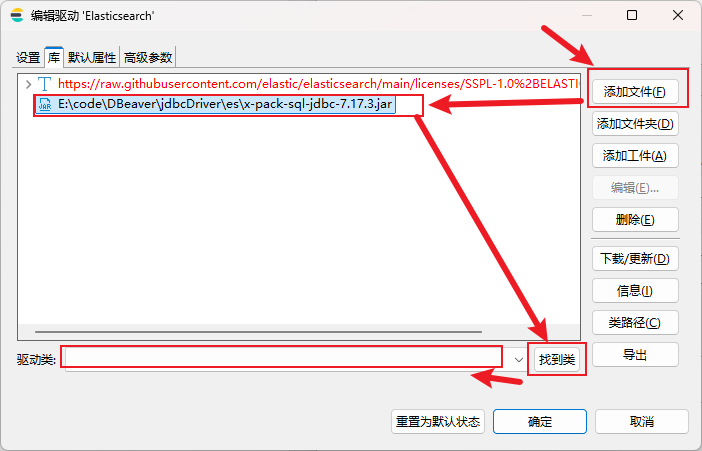 编辑驱动 'Elasticsearch'
设置 库 默认属性 高级参数
https://raw.githubusercontent.com/elastic/elasticsearch/main/licenses/SSPL-1.0%2BELASTI
E:\code\DBeaver\jdbcDriver\es\x-pack-sql-jdbc-7.17.3.jar
添加文件(F)
添加文件夹(D)
添加工件(A)
编辑(E)...
删除(E)
下载/更新(D)
信息(I)
类路径(C)
导出
驱动类:
找到类
重置为默认状态 确定 取消